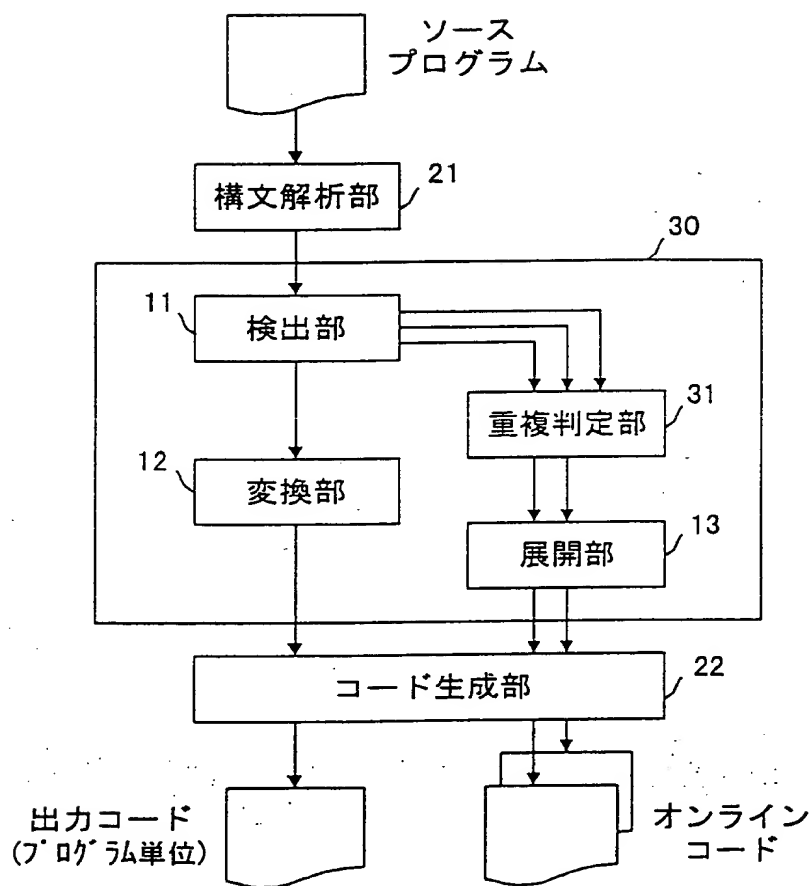 ソース
プログラム
構文解析部
21
30
11
検出部
31
重複判定部
12
変換部
13
展開部
コード生成部
22
出力コード
(プログラム単位)
オンライン
コード